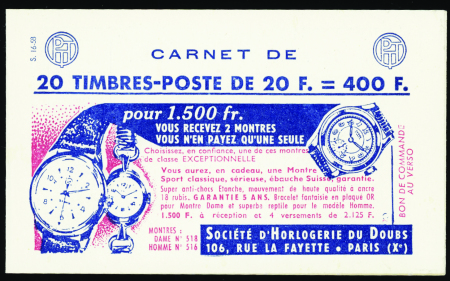 S. 16-58
PTT
CARNET DE
PTT
20 TIMBRES-POSTE DE 20 F. = 400 F.
pour 1.500 fr.
VOUS RECEVEZ 2 MONTRES
VOUS N'EN PAYEZ QU'UNE SEULE
Choisissez, en confiance, une de ces montres
de classe EXCEPTIONNELLE
Vous aurez, en cadeau, une Montre
Sport classique, sérieuse, ébauche Suisse, garantie.
Super anti-chocs Etanche, mouvement de haute qualité à ancre
18 rubis. GARANTIE 5 ANS. Bracelet fantaisie en plaqué OR
pour Montre Dame et superbe reptile pour le modèle Homme.
1.500 F. à réception et 4 versements de 2.125 F.
MONTRES :
DAME N° 518
HOMME N° 516
SOCIÉTÉ D'HORLOGERIE DU DOUBS
106, RUE LA FAYETTE • PARIS (Xe)
BON DE COMMANDE
AU VERSO